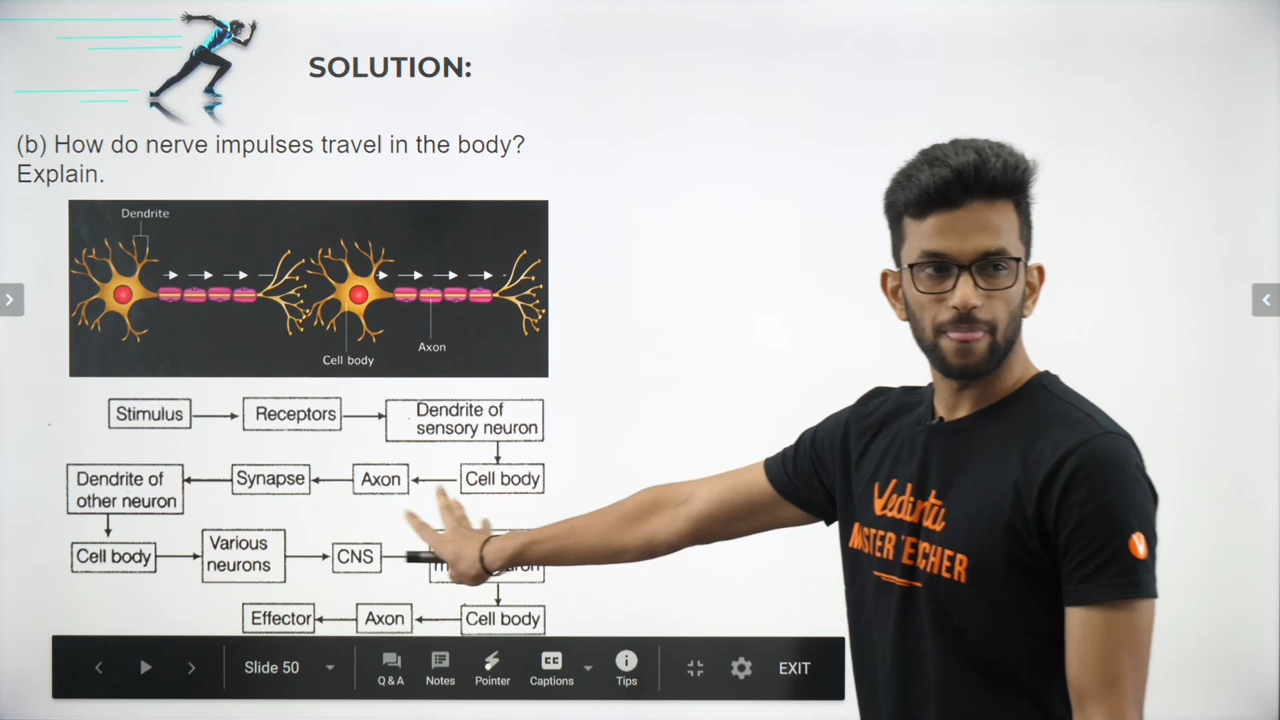 SOLUTION:
(b) How do nerve impulses travel in the body?
Explain.
Dendrite
Cell body
Axon
Stimulus
Receptors
Dendrite of
sensory neuron
Cell body
Axon
Synapse
Dendrite of
other neuron
Cell body
Various
neurons
CNS
Cell body
Axon
Effector
Slide 50
Q&A
Notes
Pointer
CC
Captions
Tips
EXIT
Vedantu
MASTER TEACHER